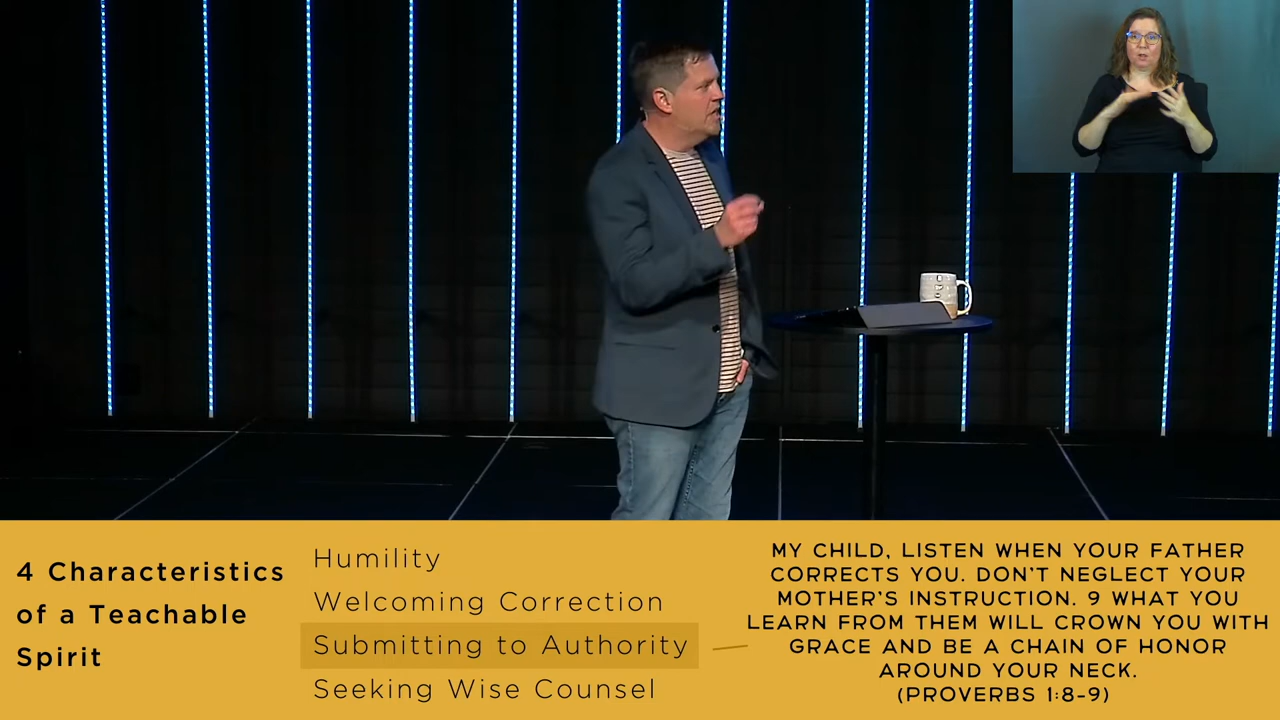 4 Characteristics
of a Teachable
Spirit
Humility
Welcoming Correction
Submitting to Authority
Seeking Wise Counsel
MY CHILD, LISTEN WHEN YOUR FATHER
CORRECTS YOU. DON'T NEGLECT YOUR
MOTHER'S INSTRUCTION. 9 WHAT YOU
LEARN FROM THEM WILL CROWN YOU WITH
GRACE AND BE A CHAIN OF HONOR
AROUND YOUR NECK.
(PROVERBS 1:8-9)